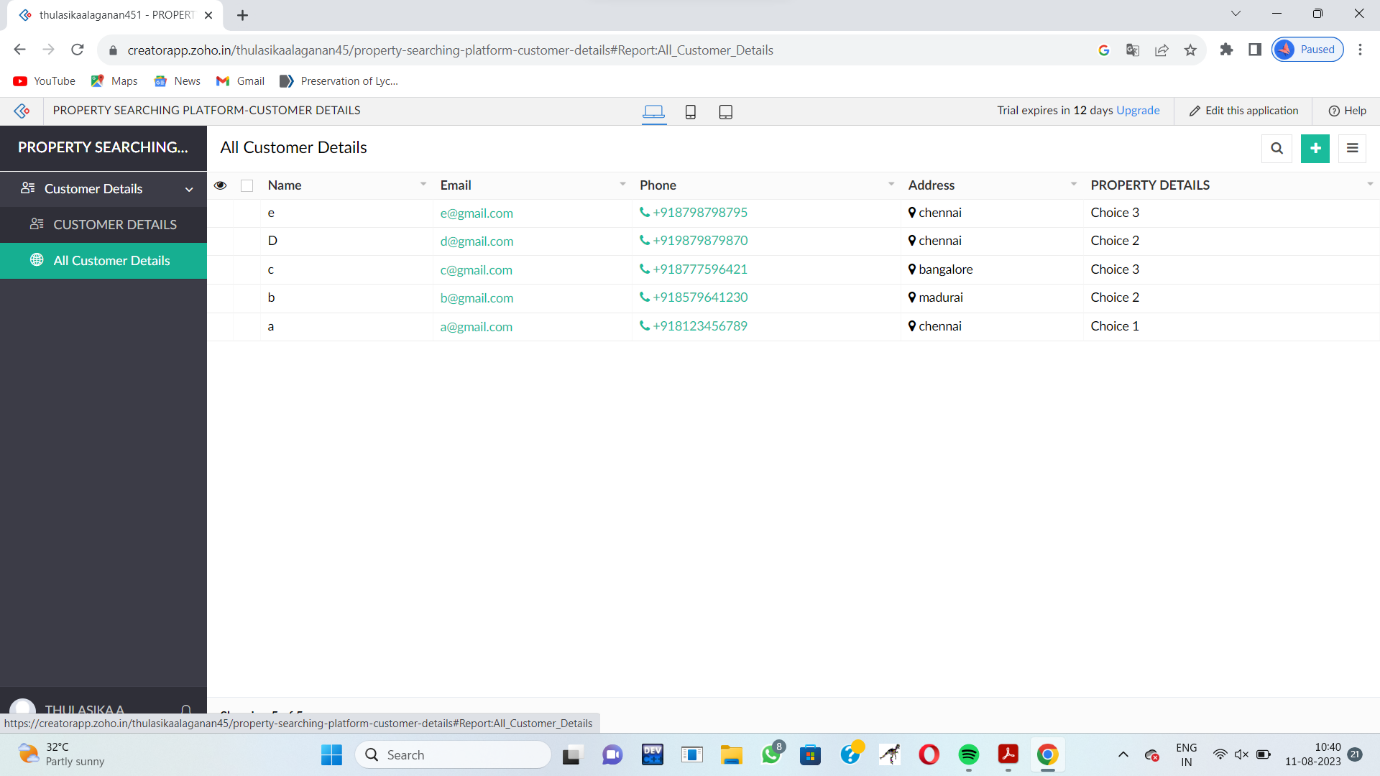 thulasikaalaganan451 - PROPERT
creatorapp.zoho.in/thulasikaalaganan45/property-searching-platform-customer-details#Report:All_Customer_Details
Paused
YouTube Maps News Gmail Preservation of Lyc...
PROPERTY SEARCHING PLATFORM-CUSTOMER DETAILS
Trial expires in 12 days Upgrade
Edit this application
Help
PROPERTY SEARCHING...
Customer Details
CUSTOMER DETAILS
All Customer Details
All Customer Details
Name Email Phone Address PROPERTY DETAILS
e e@gmail.com +918798798795 chennai Choice 3
D d@gmail.com +919879879870 chennai Choice 2
c c@gmail.com +918777596421 bangalore Choice 3
b b@gmail.com +918579641230 madurai Choice 2
a a@gmail.com +918123456789 chennai Choice 1
THULASIKA A
https://creatorapp.zoho.in/thulasikaalaganan45/property-searching-platform-customer-details#Report:All_Customer_Details
32°C
Partly sunny
Search
DEV
8
ENG
IN
10:40
11-08-2023
21